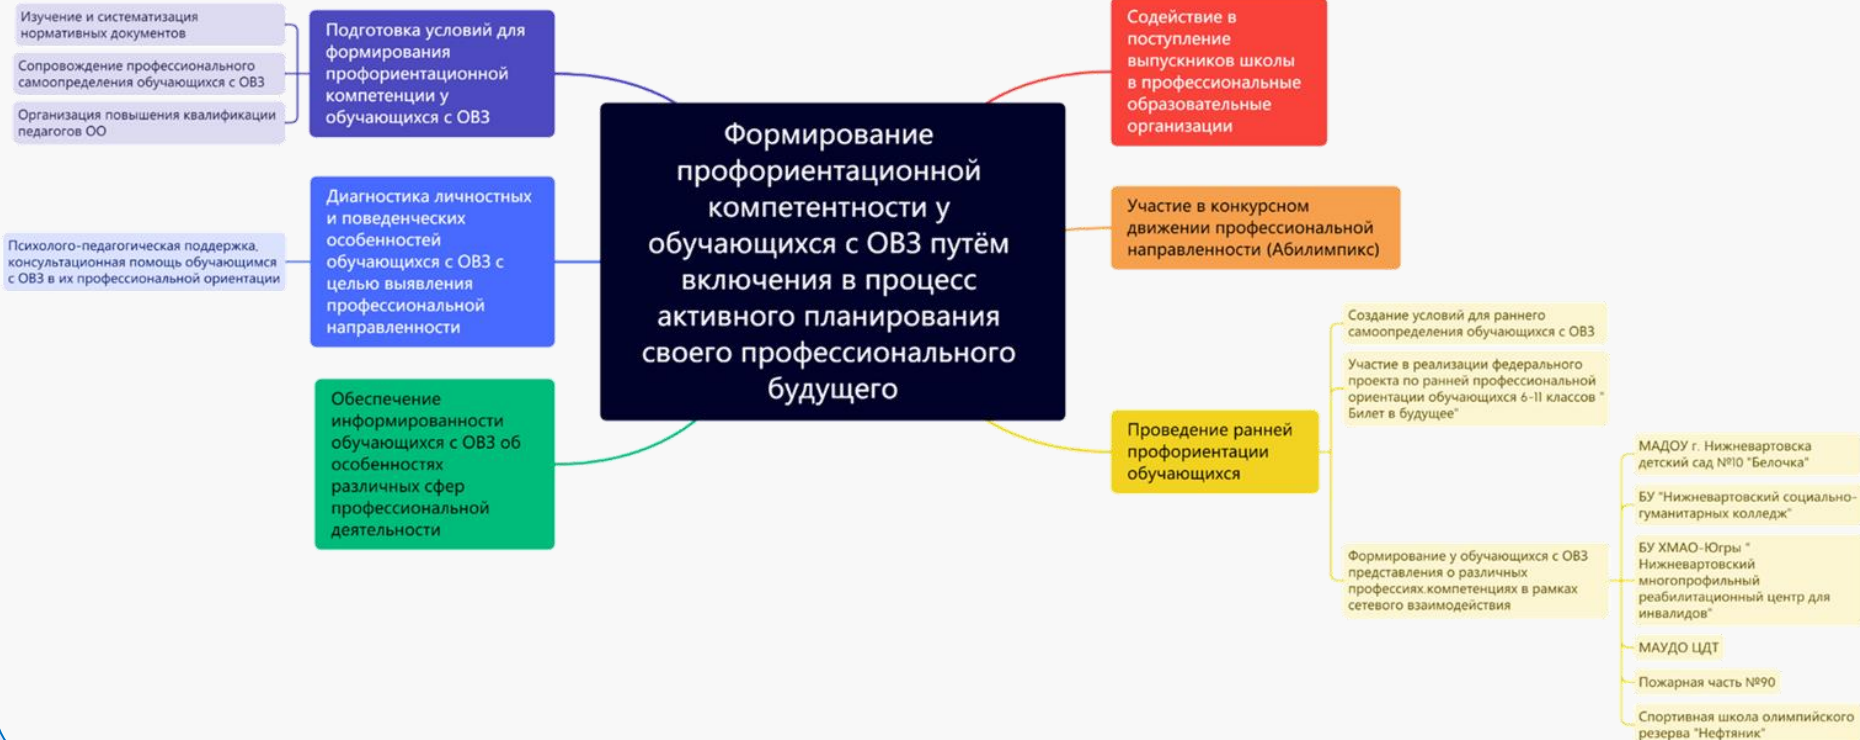 Изучение и систематизация
нормативных документов
Сопровождение профессионального
самоопределения обучающихся с ОВЗ
Организация повышения квалификации
педагогов ОО
Подготовка условий для
формирования
профориентационной
компетенции у
обучающихся с ОВЗ
Психолого-педагогическая поддержка,
консультационная помощь обучающимся
с ОВЗ в их профессиональной ориентации
Диагностика личностных
и поведенческих
особенностей
обучающихся с ОВЗ с
целью выявления
профессиональной
направленности
Обеспечение
информированности
обучающихся с ОВЗ об
особенностях
различных сфер
профессиональной
деятельности
Формирование
профориентационной
компетентности у
обучающихся с ОВЗ путём
включения в процесс
активного планирования
своего профессионального
будущего
Содействие в
поступление
выпускников школы
в профессиональные
образовательные
организации
Участие в конкурсном
движении профессиональной
направленности (Абилимпикс)
Проведение ранней
профориентации
обучающихся
Создание условий для раннего
самоопределения обучающихся с ОВЗ
Участие в реализации федерального
проекта по ранней профессиональной
ориентации обучающихся 6-11 классов "
Билет в будущее"
Формирование у обучающихся с ОВЗ
представления о различных
профессиях.компетенциях в рамках
сетевого взаимодействия
МАДОУ г. Нижневартовска
детский сад №10 "Белочка"
БУ "Нижневартовский социально-
гуманитарных колледж"
БУ ХМАО-Югры "
Нижневартовский
многопрофильный
реабилитационный центр для
инвалидов"
МАУДО ЦДТ
Пожарная часть №90
Спортивная школа олимпийского
резерва "Нефтяник"